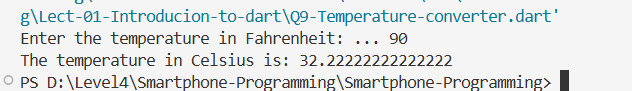 g\Lect-01-Introducion-to-dart\Q9-Temperature-converter.dart'
Enter the temperature in Fahrenheit: ... 90
The temperature in Celsius is: 32.22222222222222
PS D:\Level4\Smartphone-Programming\Smartphone-Programming>